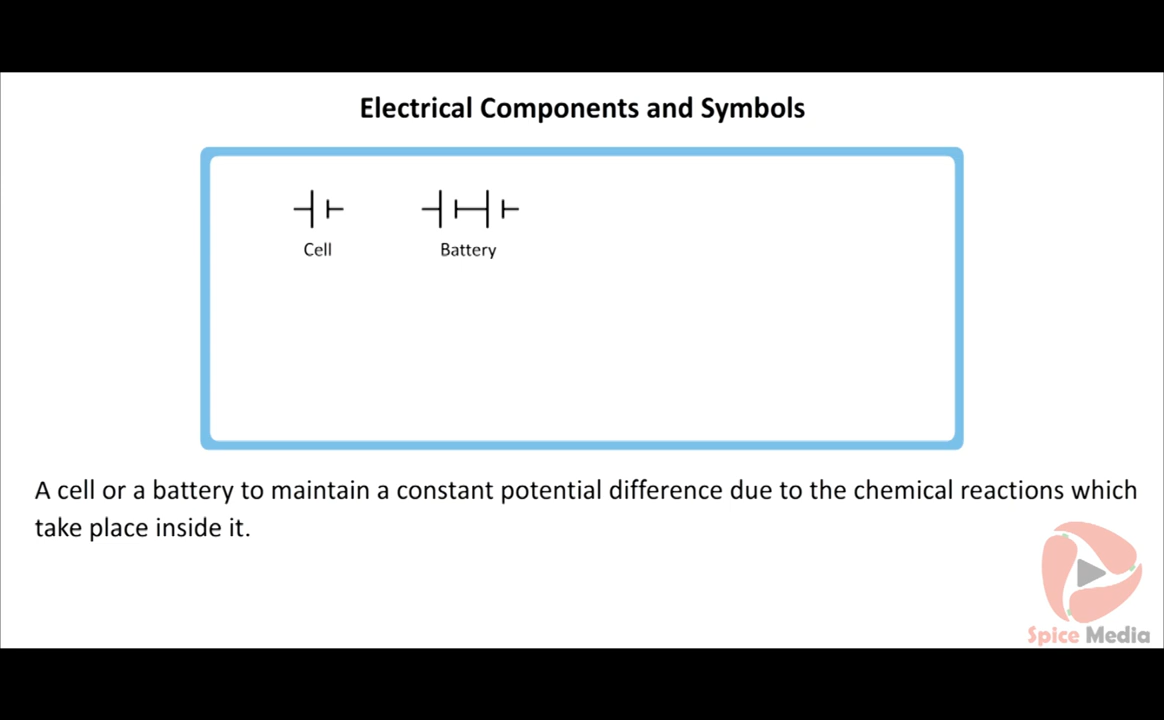 Electrical Components and Symbols
Cell
Battery
A cell or a battery to maintain a constant potential difference due to the chemical reactions which
take place inside it.
Spice Media